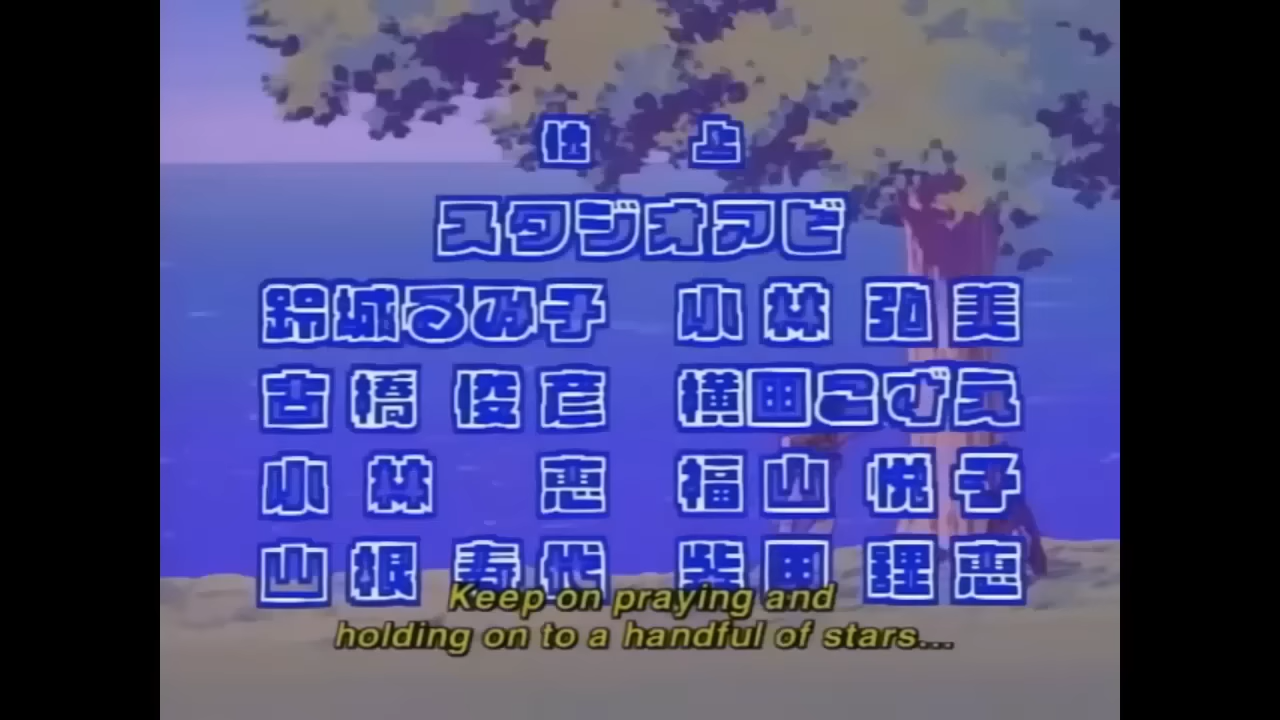 仕 上
スタジオアビ
鈴城るみ子 小林 弘美
古橋 俊彦 横田こずえ
小林 恵 福山 悦子
山根 寿代 柴田 理恵
Keep on praying and
holding on to a handful of stars...